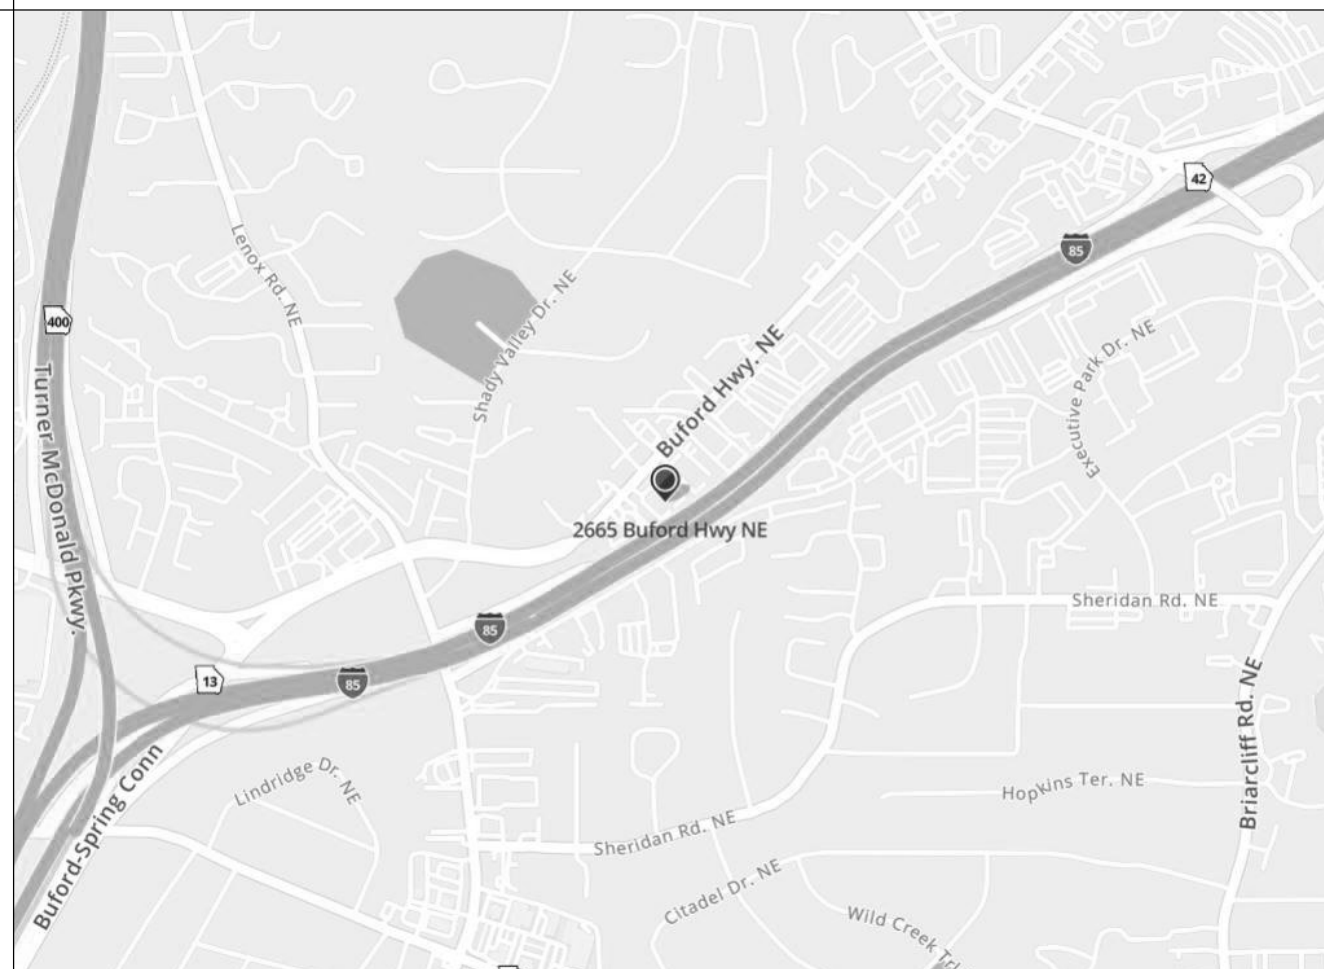 42
85
Lenox Rd. NE
Shady Valley Dr. NE
400
Buford Hwy. NE
Executive Park Dr. NE
Turner McDonald Pkwy.
2665 Buford Hwy NE
Sheridan Rd. NE
85
13
85
Briarcliff Rd. NE
Lindridge Dr. NE
Hopkins Ter. NE
Buford-Spring Conn
Sheridan Rd. NE
Citadel Dr. NE
Wild Creek Trl